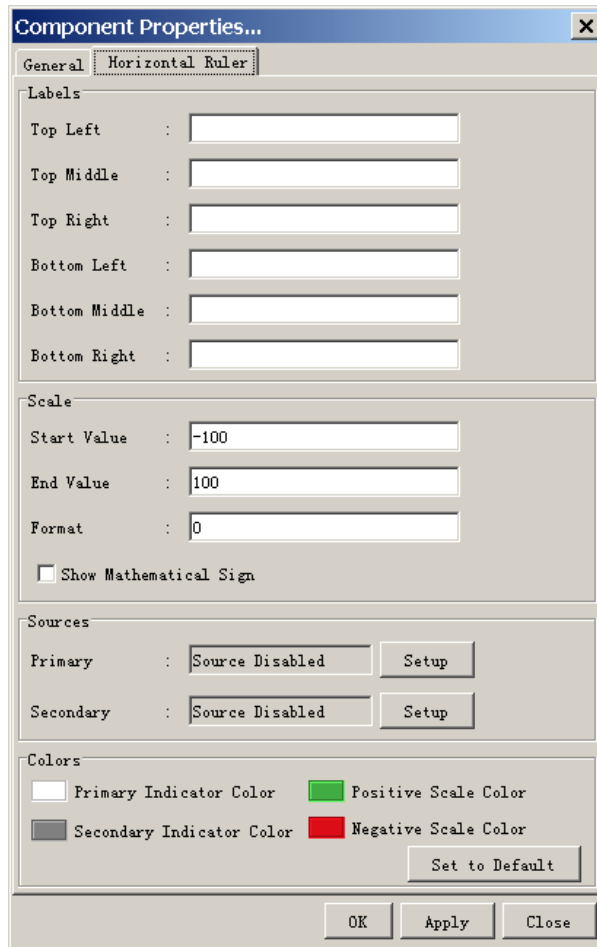 Component Properties...
General Horizontal Ruler
Labels
Top Left :
Top Middle :
Top Right :
Bottom Left :
Bottom Middle :
Bottom Right :
Scale
Start Value : -100
End Value : 100
Format : 0
Show Mathematical Sign
Sources
Primary : Source Disabled Setup
Secondary : Source Disabled Setup
Colors
Primary Indicator Color Positive Scale Color
Secondary Indicator Color Negative Scale Color
Set to Default
OK Apply Close